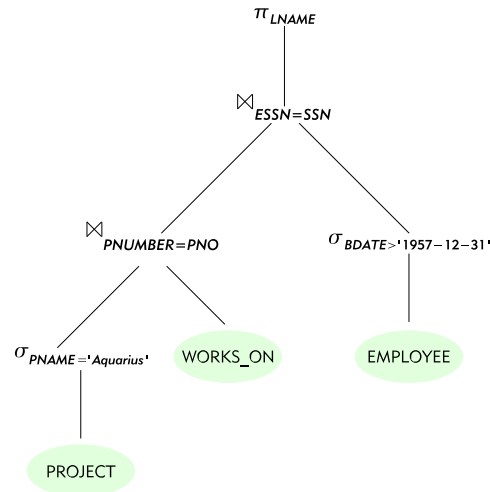 π LNAME
⋈ ESSN=SSN
⋈ PNUMBER=PNO
σ BDATE>'1957−12−31'
σ PNAME='Aquarius'
WORKS_ON
EMPLOYEE
PROJECT